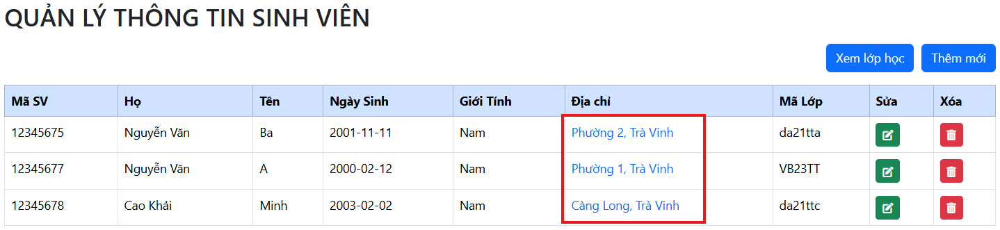 QUẢN LÝ THÔNG TIN SINH VIÊN
Xem lớp học Thêm mới
Mã SV Họ Tên Ngày Sinh Giới Tính Địa chỉ Mã Lớp Sửa Xóa
12345675 Nguyễn Văn Ba 2001-11-11 Nam Phường 2, Trà Vinh da21tta
12345677 Nguyễn Văn A 2000-02-12 Nam Phường 1, Trà Vinh VB23TT
12345678 Cao Khải Minh 2003-02-02 Nam Càng Long, Trà Vinh da21ttc